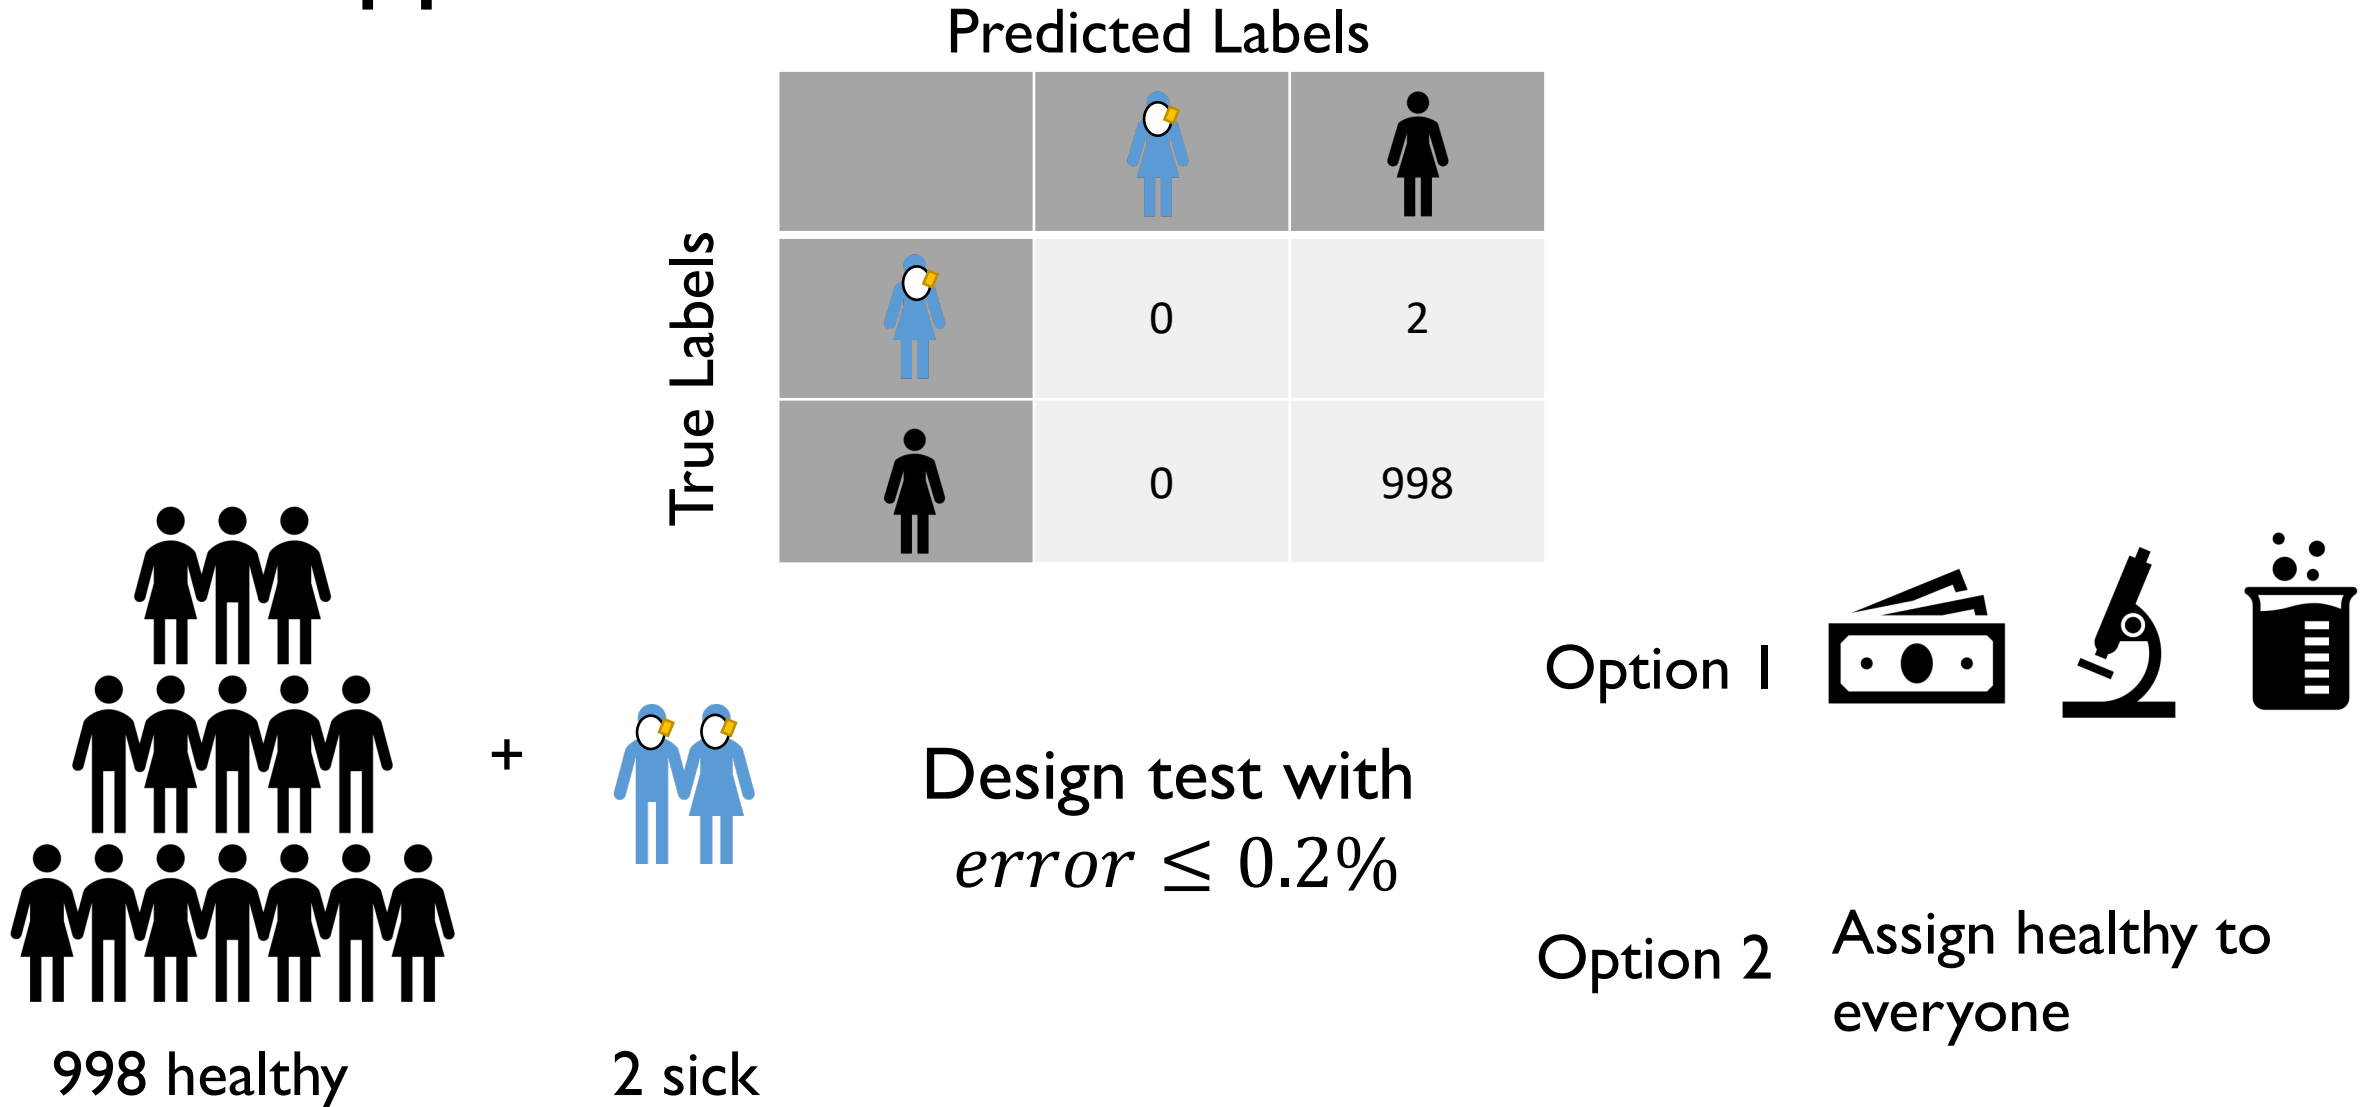 Predicted Labels
True Labels
0 2
0 998
Option 1
+
Design test with
error ≤ 0.2%
Option 2 Assign healthy to
everyone
998 healthy
2 sick